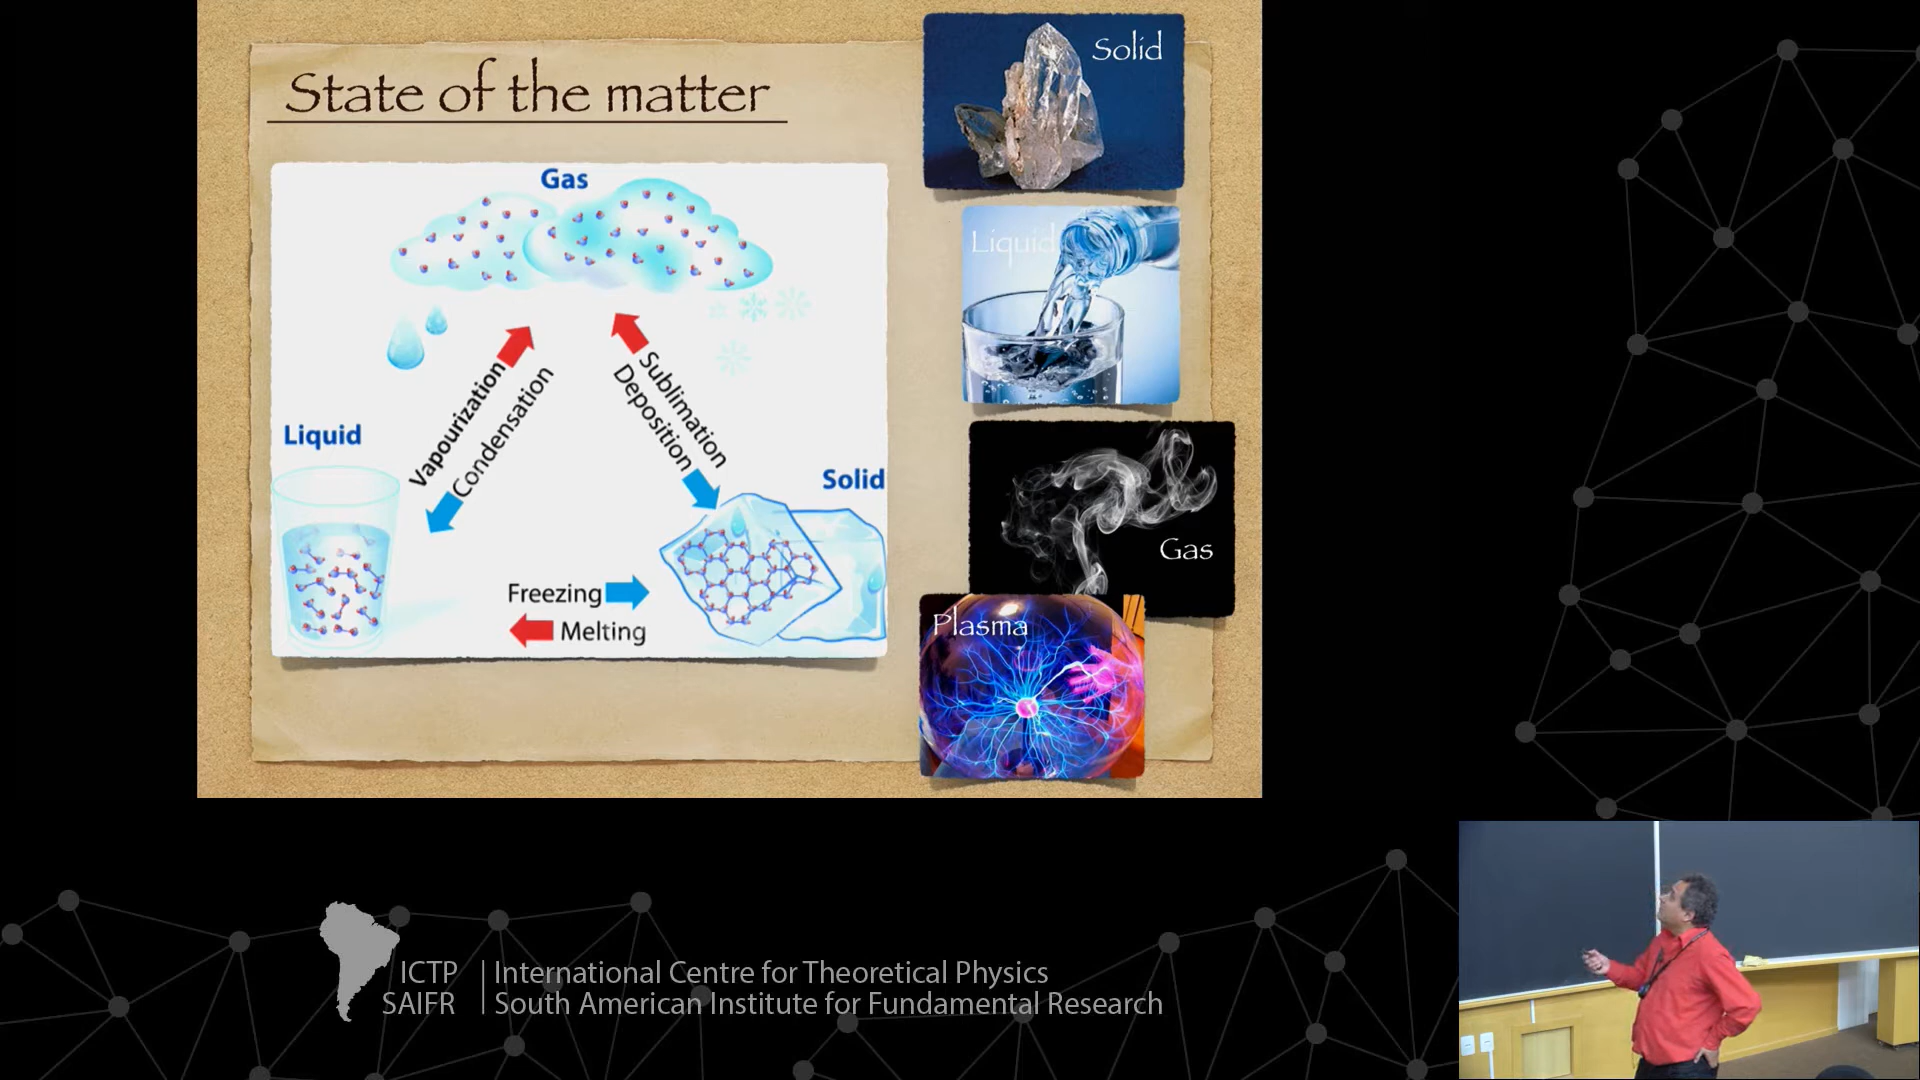 State of the matter
Gas
Vapourization
Condensation
Sublimation
Deposition
Liquid
Solid
Freezing
Melting
Solid
Liquid
Gas
Plasma
ICTP
SAIFR
International Centre for Theoretical Physics
South American Institute for Fundamental Research